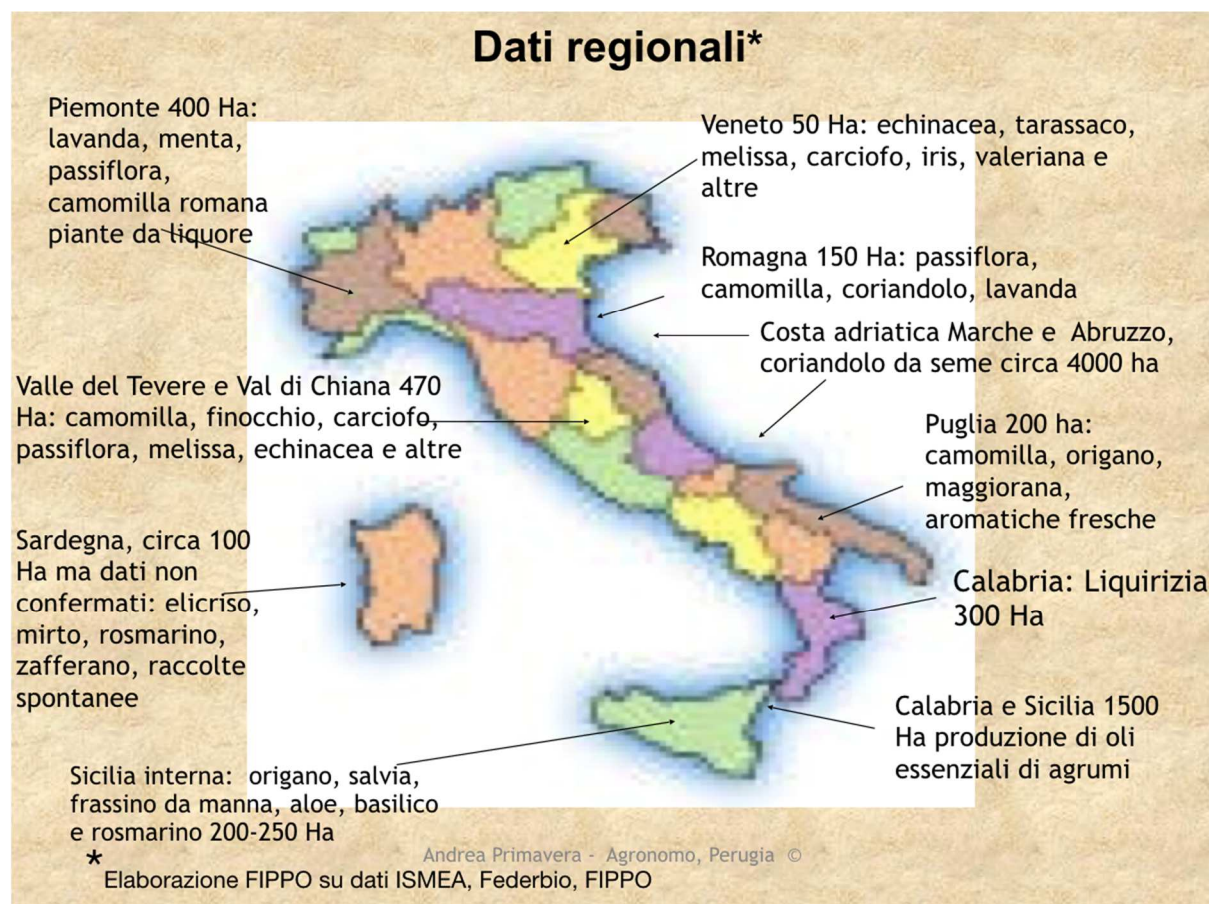 Dati regionali*
Piemonte 400 Ha:
lavanda, menta,
passiflora,
camomilla romana
piante da liquore
Veneto 50 Ha: echinacea, tarassaco,
melissa, carciofo, iris, valeriana e
altre
Romagna 150 Ha: passiflora,
camomilla, coriandolo, lavanda
Costa adriatica Marche e Abruzzo,
coriandolo da seme circa 4000 ha
Valle del Tevere e Val di Chiana 470
Ha: camomilla, finocchio, carciofo,
passiflora, melissa, echinacea e altre
Puglia 200 ha:
camomilla, origano,
maggiorana,
aromatiche fresche
Sardegna, circa 100
Ha ma dati non
confermati: elicriso,
mirto, rosmarino,
zafferano, raccolte
spontanee
Calabria: Liquirizia
300 Ha
Calabria e Sicilia 1500
Ha produzione di oli
essenziali di agrumi
Sicilia interna: origano, salvia,
frassino da manna, aloe, basilico
e rosmarino 200-250 Ha
Andrea Primavera - Agronomo, Perugia ©
* Elaborazione FIPPO su dati ISMEA, Federbio, FIPPO